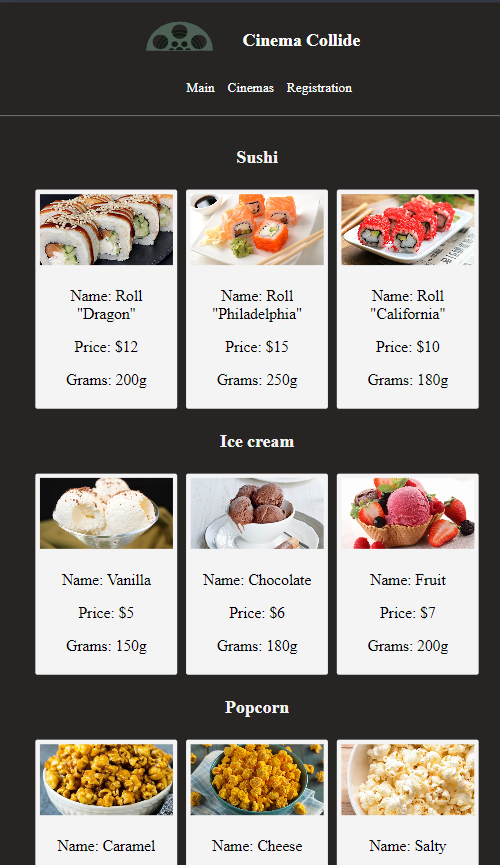 Cinema Collide
Main Cinemas Registration
Sushi
Name: Roll
"Dragon"
Price: $12
Grams: 200g
Name: Roll
"Philadelphia"
Price: $15
Grams: 250g
Name: Roll
"California"
Price: $10
Grams: 180g
Ice cream
Name: Vanilla
Price: $5
Grams: 150g
Name: Chocolate
Price: $6
Grams: 180g
Name: Fruit
Price: $7
Grams: 200g
Popcorn
Name: Caramel
Name: Cheese
Name: Salty